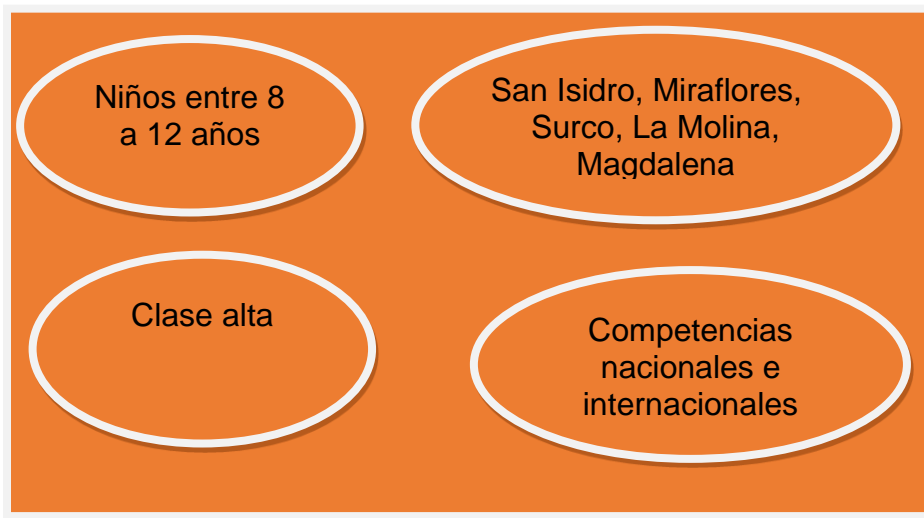 Niños entre 8
a 12 años
San Isidro, Miraflores,
Surco, La Molina,
Magdalena
Clase alta
Competencias
nacionales e
internacionales